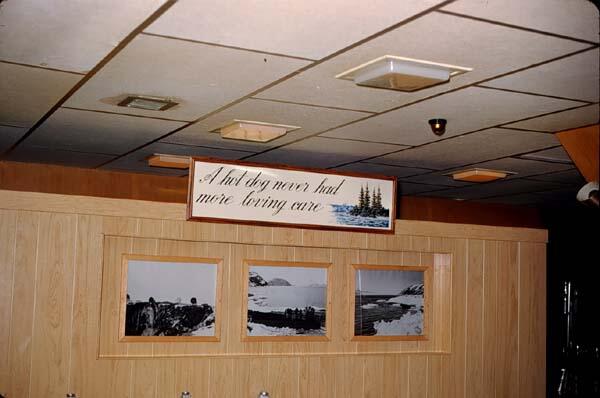 A hot dog never had
more loving care